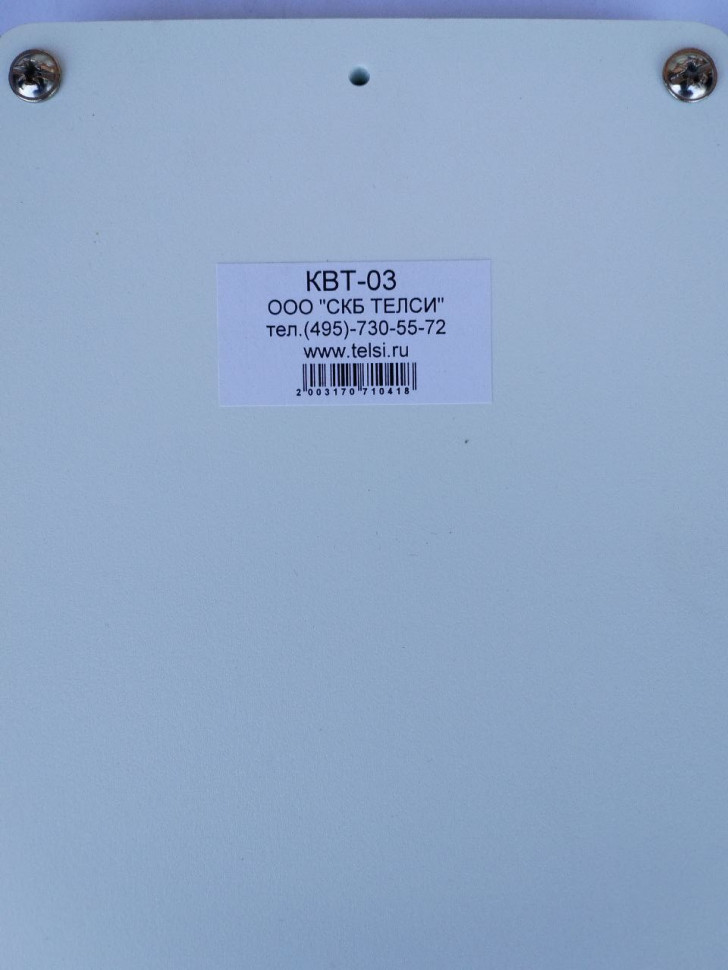 КВТ-03
ООО "СКБ ТЕЛСИ"
тел.(495)-730-55-72
www.telsi.ru
2 003170 710418